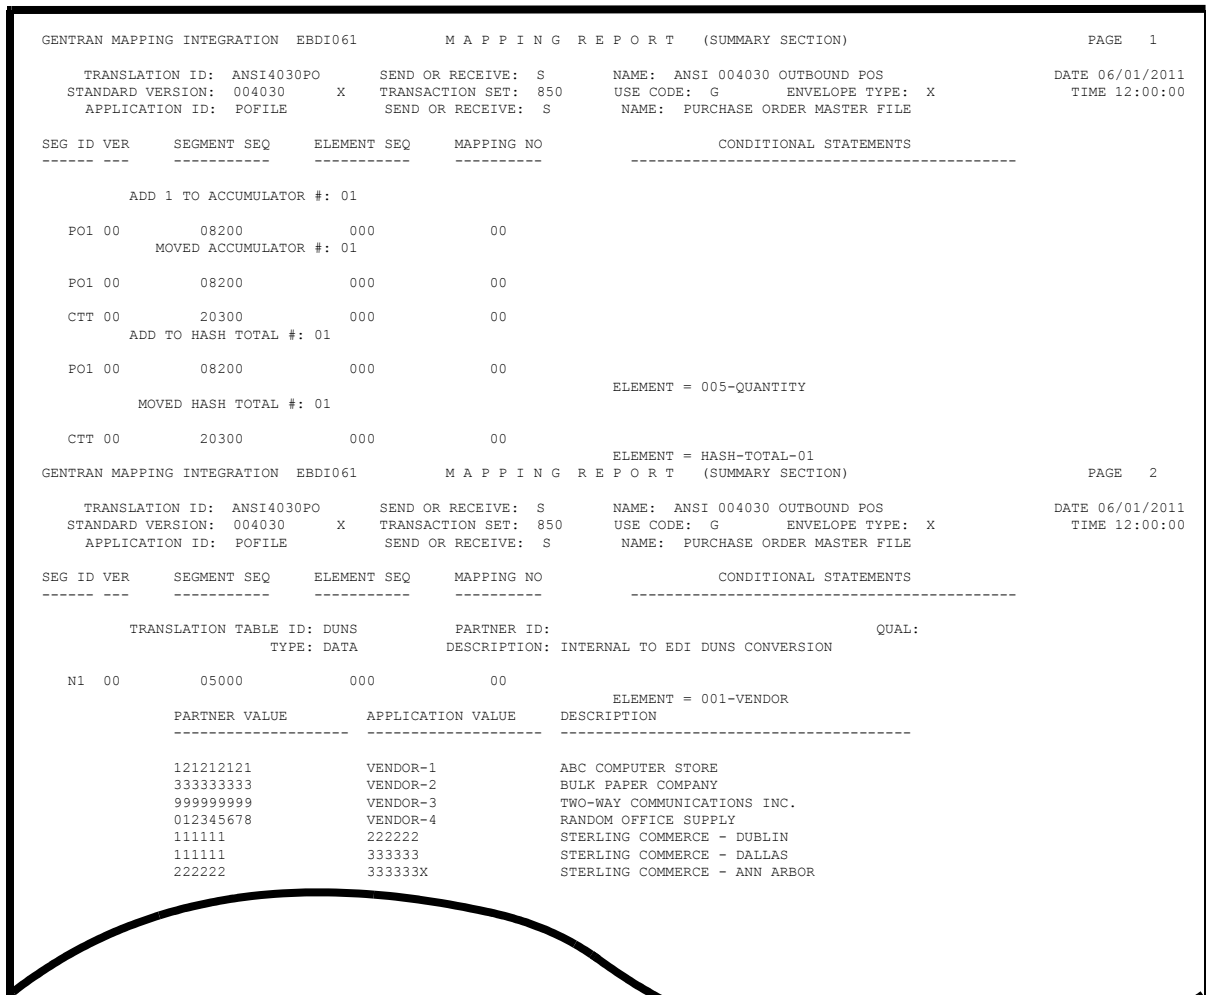 GENTRAN MAPPING INTEGRATION EBDI061 M A P P I N G R E P O R T (SUMMARY SECTION) PAGE 1
TRANSLATION ID: ANSI4030PO SEND OR RECEIVE: S NAME: ANSI 004030 OUTBOUND POS DATE 06/01/2011
STANDARD VERSION: 004030 X TRANSACTION SET: 850 USE CODE: G ENVELOPE TYPE: X TIME 12:00:00
APPLICATION ID: POFILE SEND OR RECEIVE: S NAME: PURCHASE ORDER MASTER FILE
SEG ID VER SEGMENT SEQ ELEMENT SEQ MAPPING NO CONDITIONAL STATEMENTS
------ --- ----------- ----------- ---------- --------------------------------------------
ADD 1 TO ACCUMULATOR #: 01
PO1 00 08200 000 00
MOVED ACCUMULATOR #: 01
PO1 00 08200 000 00
CTT 00 20300 000 00
ADD TO HASH TOTAL #: 01
PO1 00 08200 000 00
ELEMENT = 005-QUANTITY
MOVED HASH TOTAL #: 01
CTT 00 20300 000 00
ELEMENT = HASH-TOTAL-01
GENTRAN MAPPING INTEGRATION EBDI061 M A P P I N G R E P O R T (SUMMARY SECTION) PAGE 2
TRANSLATION ID: ANSI4030PO SEND OR RECEIVE: S NAME: ANSI 004030 OUTBOUND POS DATE 06/01/2011
STANDARD VERSION: 004030 X TRANSACTION SET: 850 USE CODE: G ENVELOPE TYPE: X TIME 12:00:00
APPLICATION ID: POFILE SEND OR RECEIVE: S NAME: PURCHASE ORDER MASTER FILE
SEG ID VER SEGMENT SEQ ELEMENT SEQ MAPPING NO CONDITIONAL STATEMENTS
------ --- ----------- ----------- ---------- --------------------------------------------
TRANSLATION TABLE ID: DUNS PARTNER ID: QUAL:
TYPE: DATA DESCRIPTION: INTERNAL TO EDI DUNS CONVERSION
N1 00 05000 000 00
ELEMENT = 001-VENDOR
PARTNER VALUE APPLICATION VALUE DESCRIPTION
-------------------- -------------------- ----------------------------------------
121212121 VENDOR-1 ABC COMPUTER STORE
333333333 VENDOR-2 BULK PAPER COMPANY
999999999 VENDOR-3 TWO-WAY COMMUNICATIONS INC.
012345678 VENDOR-4 RANDOM OFFICE SUPPLY
111111 222222 STERLING COMMERCE - DUBLIN
111111 333333 STERLING COMMERCE - DALLAS
222222 333333X STERLING COMMERCE - ANN ARBOR